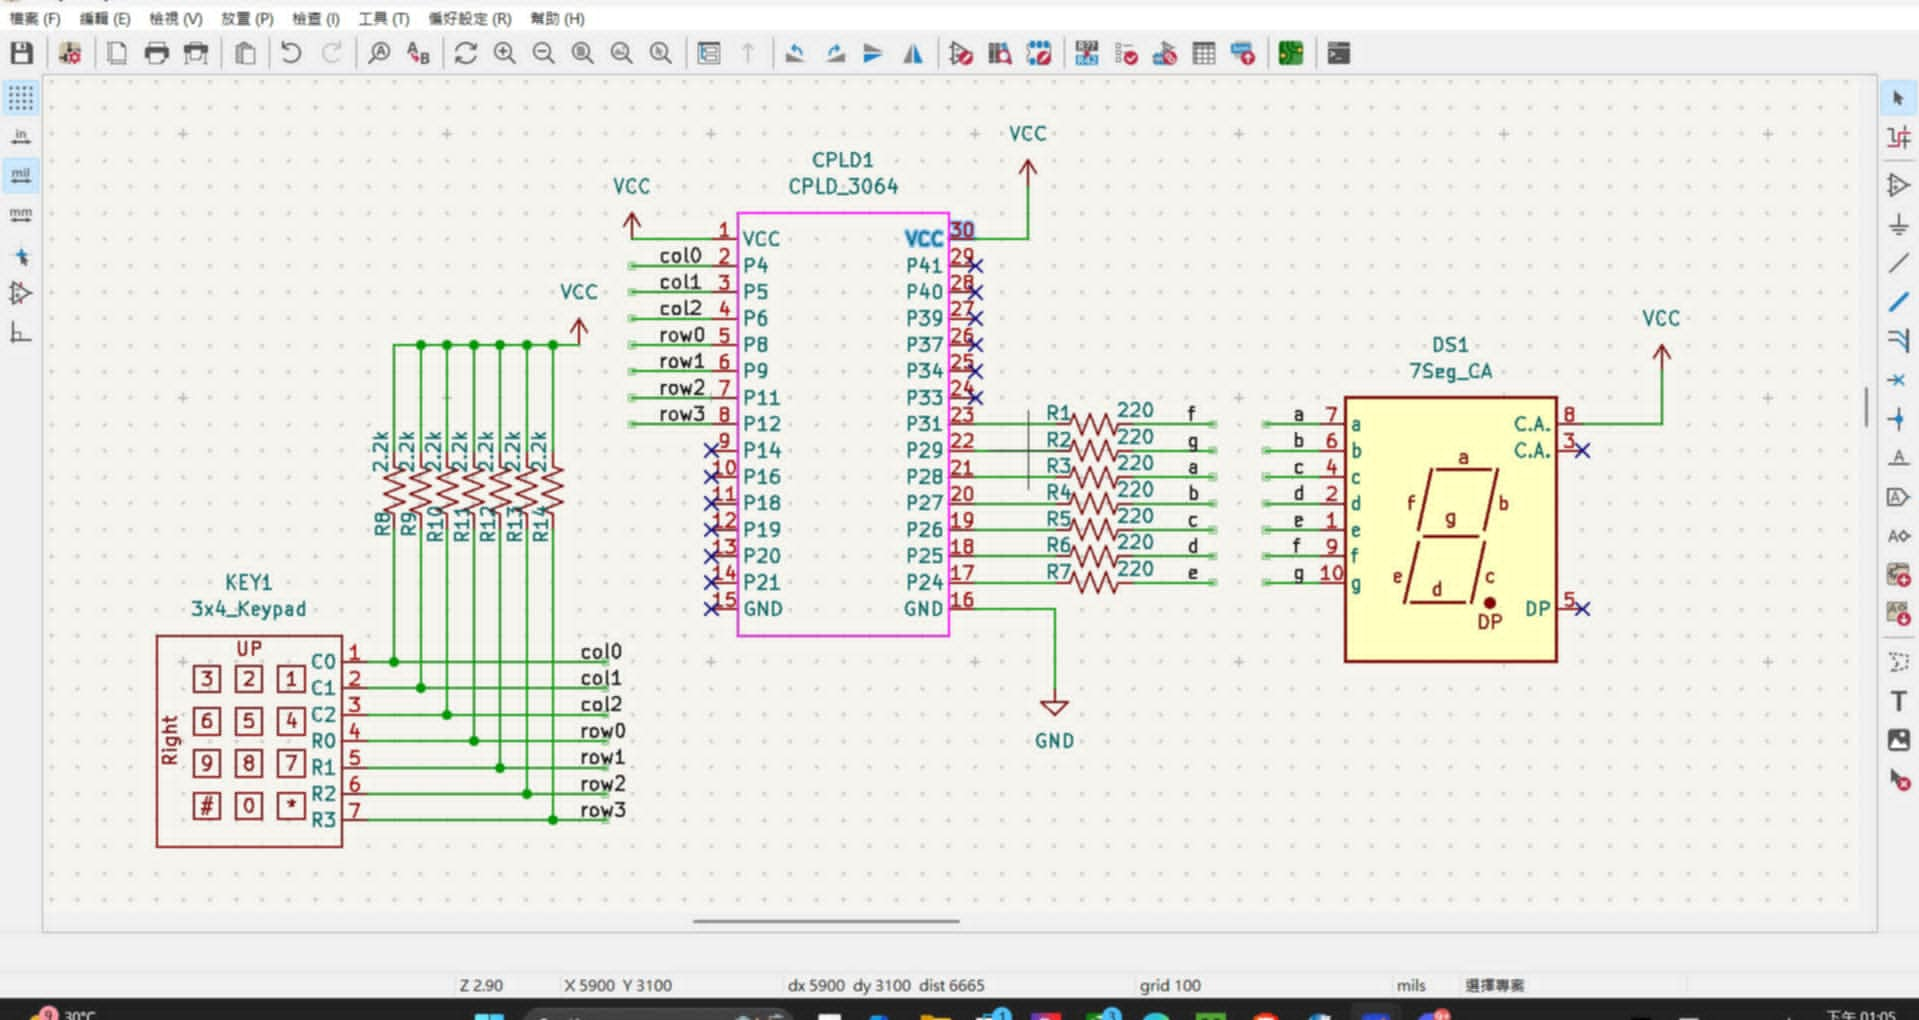 檔案 (F) 編輯 (E) 檢視 (V) 放置 (P) 檢查 (I) 工具 (T) 偏好設定 (R) 幫助 (H)
in
mil
mm
VCC
CPLD1
CPLD_3064
VCC
1 VCC
col0 2 P4
col1 3 P5
col2 4 P6
row0 5 P8
row1 6 P9
row2 7 P11
row3 8 P12
9 P14
10 P16
11 P18
12 P19
13 P20
14 P21
15 GND
VCC 30
P41 29
P40 28
P39 27
P37 26
P34 25
P33 24
P31 23 R1 220 f
P29 22 R2 220 g
P28 21 R3 220 a
P27 20 R4 220 b
P26 19 R5 220 c
P25 18 R6 220 d
P24 17 R7 220 e
GND 16
GND
VCC
2.2k 2.2k 2.2k 2.2k 2.2k 2.2k 2.2k
R8 R9 R10 R11 R12 R13 R14
KEY1
3x4_Keypad
UP
Right
3 2 1
6 5 4
9 8 7
# 0 *
C0 1 col0
C1 2 col1
C2 3 col2
R0 4 row0
R1 5 row1
R2 6 row2
R3 7 row3
DS1
7Seg_CA
VCC
a 7 a
b 6 b
c 4 c
d 2 d
e 1 e
f 9 f
g 10 g
C.A. 8
C.A. 3
DP 5
a
f b
g
e c
d
DP
Z 2.90 X 5900 Y 3100 dx 5900 dy 3100 dist 6665 grid 100 mils 選擇專案
30°C
下午 01:05